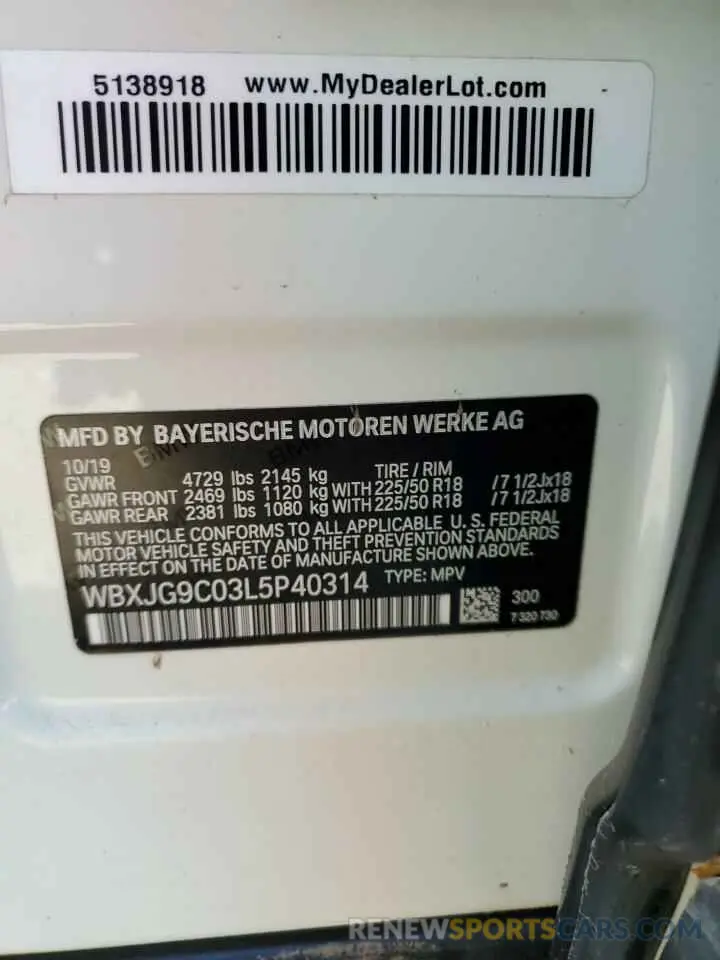 5138918 www.MyDealerLot.com -
MFD BY BAYERISCHE MOTOREN WERKE AG
10/19
GVWR 4729 lbs 2145 kg TIRE / RIM
GAWR FRONT 2469 lbs 1120 kg WITH 225/50 R18 /7 1/2Jx18
GAWR REAR 2381 lbs 1080 kg WITH 225/50 R18 /7 1/2Jx18
THIS VEHICLE CONFORMS TO ALL APPLICABLE U. S. FEDERAL
MOTOR VEHICLE SAFETY AND THEFT PREVENTION STANDARDS
IN EFFECT ON THE DATE OF MANUFACTURE SHOWN ABOVE.
WBXJG9C03L5P40314 TYPE: MPV
300
7 320 730
RENEWSPORTSCARS.COM